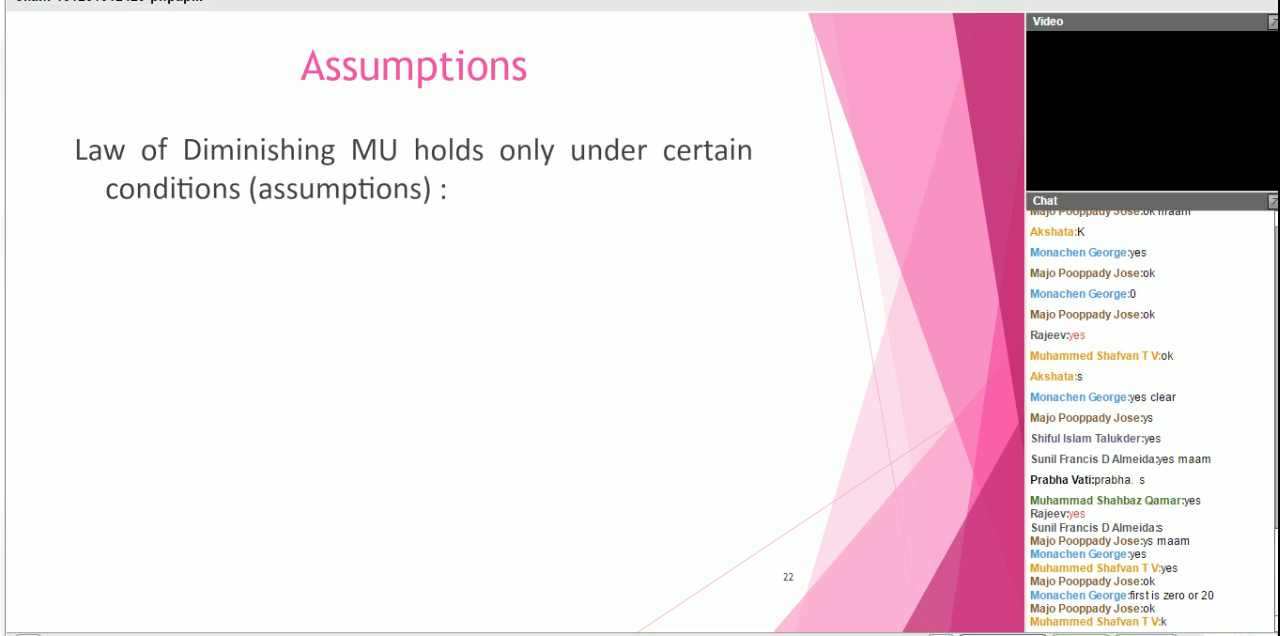 Assumptions
Law of Diminishing MU holds only under certain
conditions (assumptions) :
22
Video
Chat
Majo Pooppady Jose:ok maam
Akshata:K
Monachen George:yes
Majo Pooppady Jose:ok
Monachen George:0
Majo Pooppady Jose:ok
Rajeev:yes
Muhammed Shafvan T V:ok
Akshata:s
Monachen George:yes clear
Majo Pooppady Jose:ys
Shiful Islam Talukder:yes
Sunil Francis D Almeida:yes maam
Prabha Vati:prabha. s
Muhammad Shahbaz Qamar:yes
Rajeev:yes
Sunil Francis D Almeida:s
Majo Pooppady Jose:ys maam
Monachen George:yes
Muhammed Shafvan T V:yes
Majo Pooppady Jose:ok
Monachen George:first is zero or 20
Majo Pooppady Jose:ok
Muhammed Shafvan T V:k